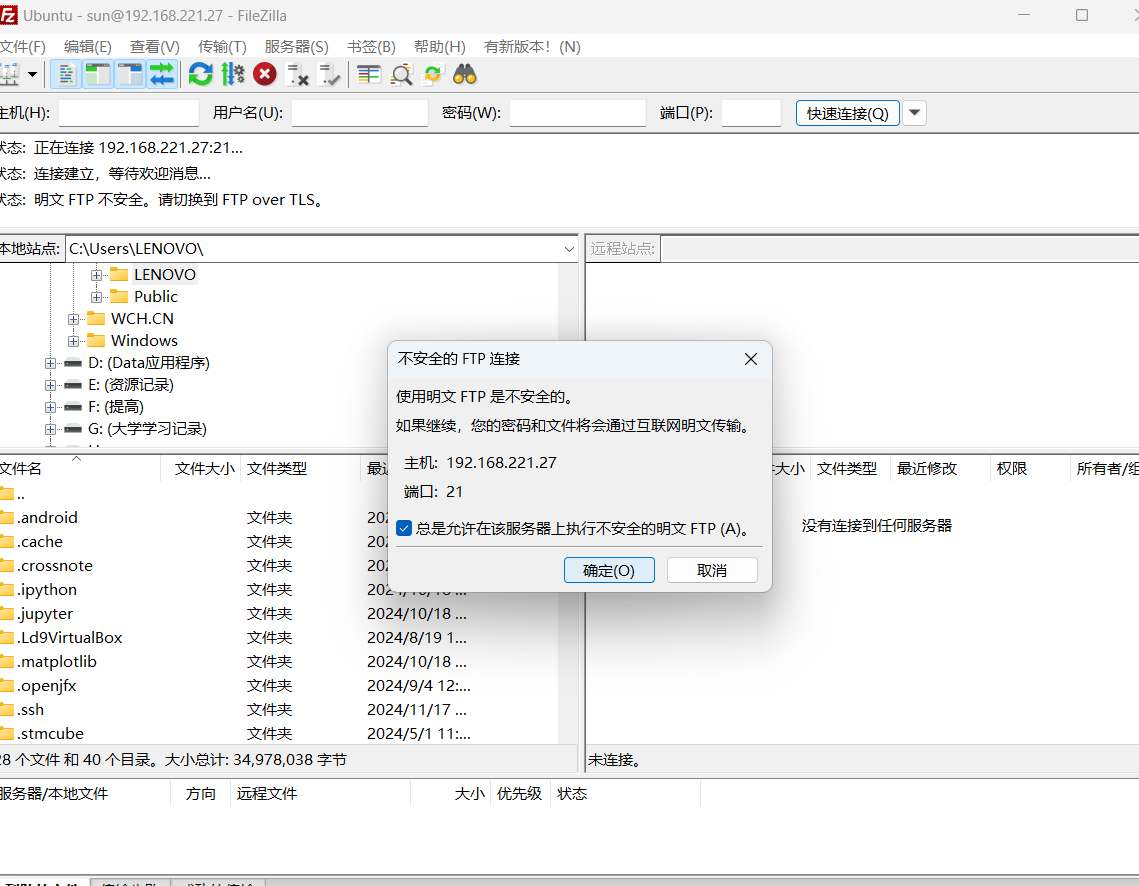 Ubuntu - sun@192.168.221.27 - FileZilla
文件(F) 编辑(E) 查看(V) 传输(T) 服务器(S) 书签(B) 帮助(H) 有新版本！(N)
主机(H): 用户名(U): 密码(W): 端口(P): 快速连接(Q)
状态: 正在连接 192.168.221.27:21...
状态: 连接建立，等待欢迎消息...
状态: 明文 FTP 不安全。请切换到 FTP over TLS。
本地站点: C:\Users\LENOVO\
远程站点:
LENOVO
Public
WCH.CN
Windows
D: (Data应用程序)
E: (资源记录)
F: (提高)
G: (大学学习记录)
不安全的 FTP 连接
使用明文 FTP 是不安全的。
如果继续，您的密码和文件将会通过互联网明文传输。
主机: 192.168.221.27
端口: 21
总是允许在该服务器上执行不安全的明文 FTP (A)。
确定(O) 取消
文件名 文件大小 文件类型 最近
..
.android 文件夹 202
.cache 文件夹 202
.crossnote 文件夹 202
.ipython 文件夹 2024/10/18 ...
.jupyter 文件夹 2024/10/18 ...
.Ld9VirtualBox 文件夹 2024/8/19 1...
.matplotlib 文件夹 2024/10/18 ...
.openjfx 文件夹 2024/9/4 12:...
.ssh 文件夹 2024/11/17 ...
.stmcube 文件夹 2024/5/1 11:...
28 个文件 和 40 个目录。大小总计: 34,978,038 字节
件大小 文件类型 最近修改 权限 所有者/组
没有连接到任何服务器
未连接。
服务器/本地文件 方向 远程文件 大小 优先级 状态